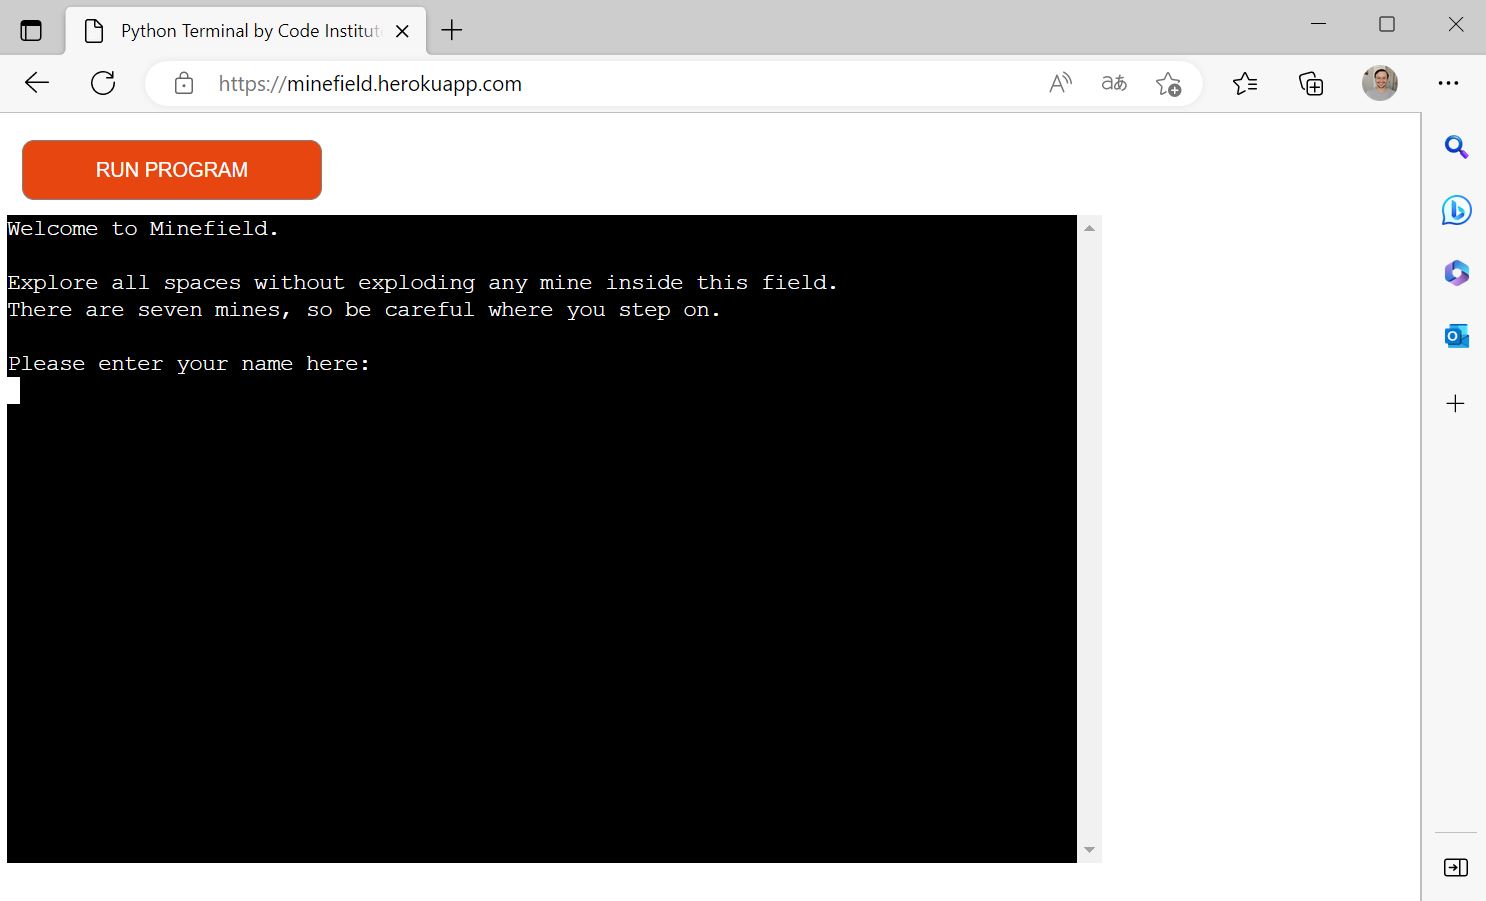 Python Terminal by Code Institut
https://minefield.herokuapp.com
RUN PROGRAM
Welcome to Minefield.
Explore all spaces without exploding any mine inside this field.
There are seven mines, so be careful where you step on.
Please enter your name here: